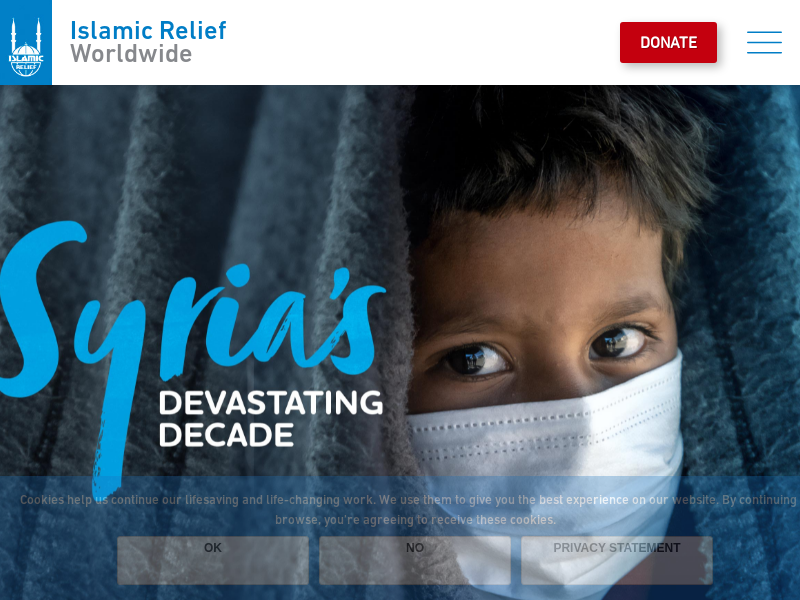 ISLAMIC
RELIEF
Islamic Relief
Worldwide
DONATE
Syria's
DEVASTATING
DECADE
Cookies help us continue our lifesaving and life-changing work. We use them to give you the best experience on our website. By continuing
browse, you're agreeing to receive these cookies.
OK
NO
PRIVACY STATEMENT